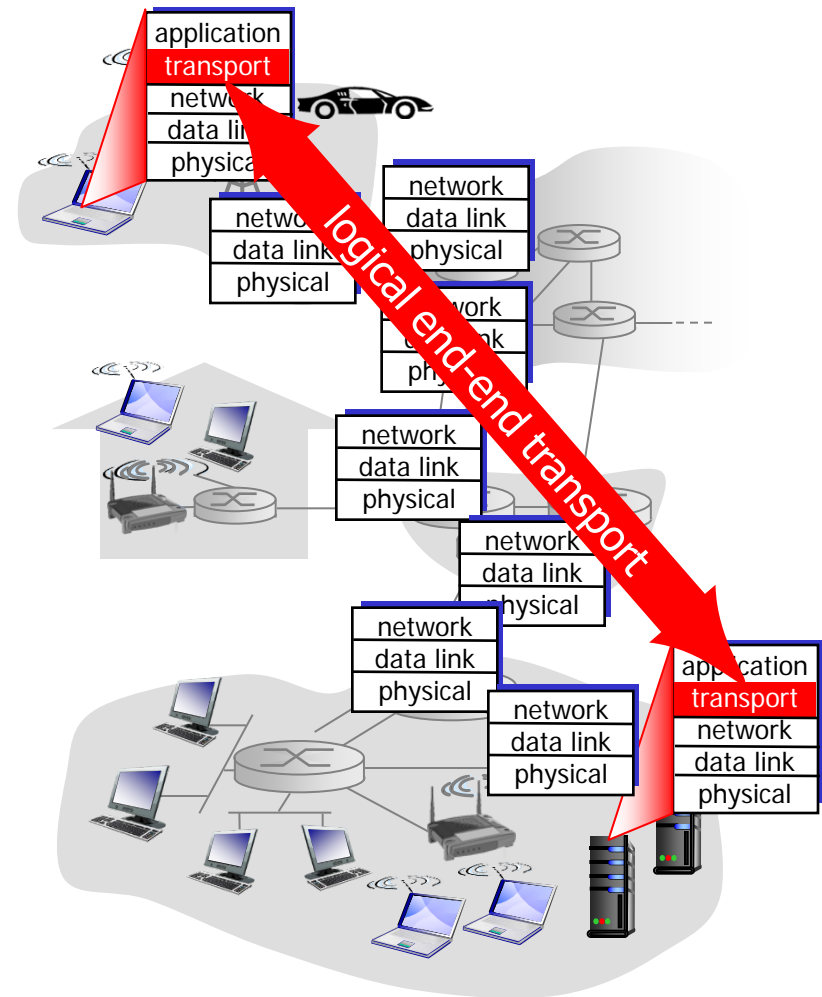 application
transport
network
data link
physical
network
data link
physical
network
data link
physical
network
data link
physical
logical end-end transport
network
data link
physical
network
data link
physical
network
data link
physical
network
data link
physical
application
transport
network
data link
physical